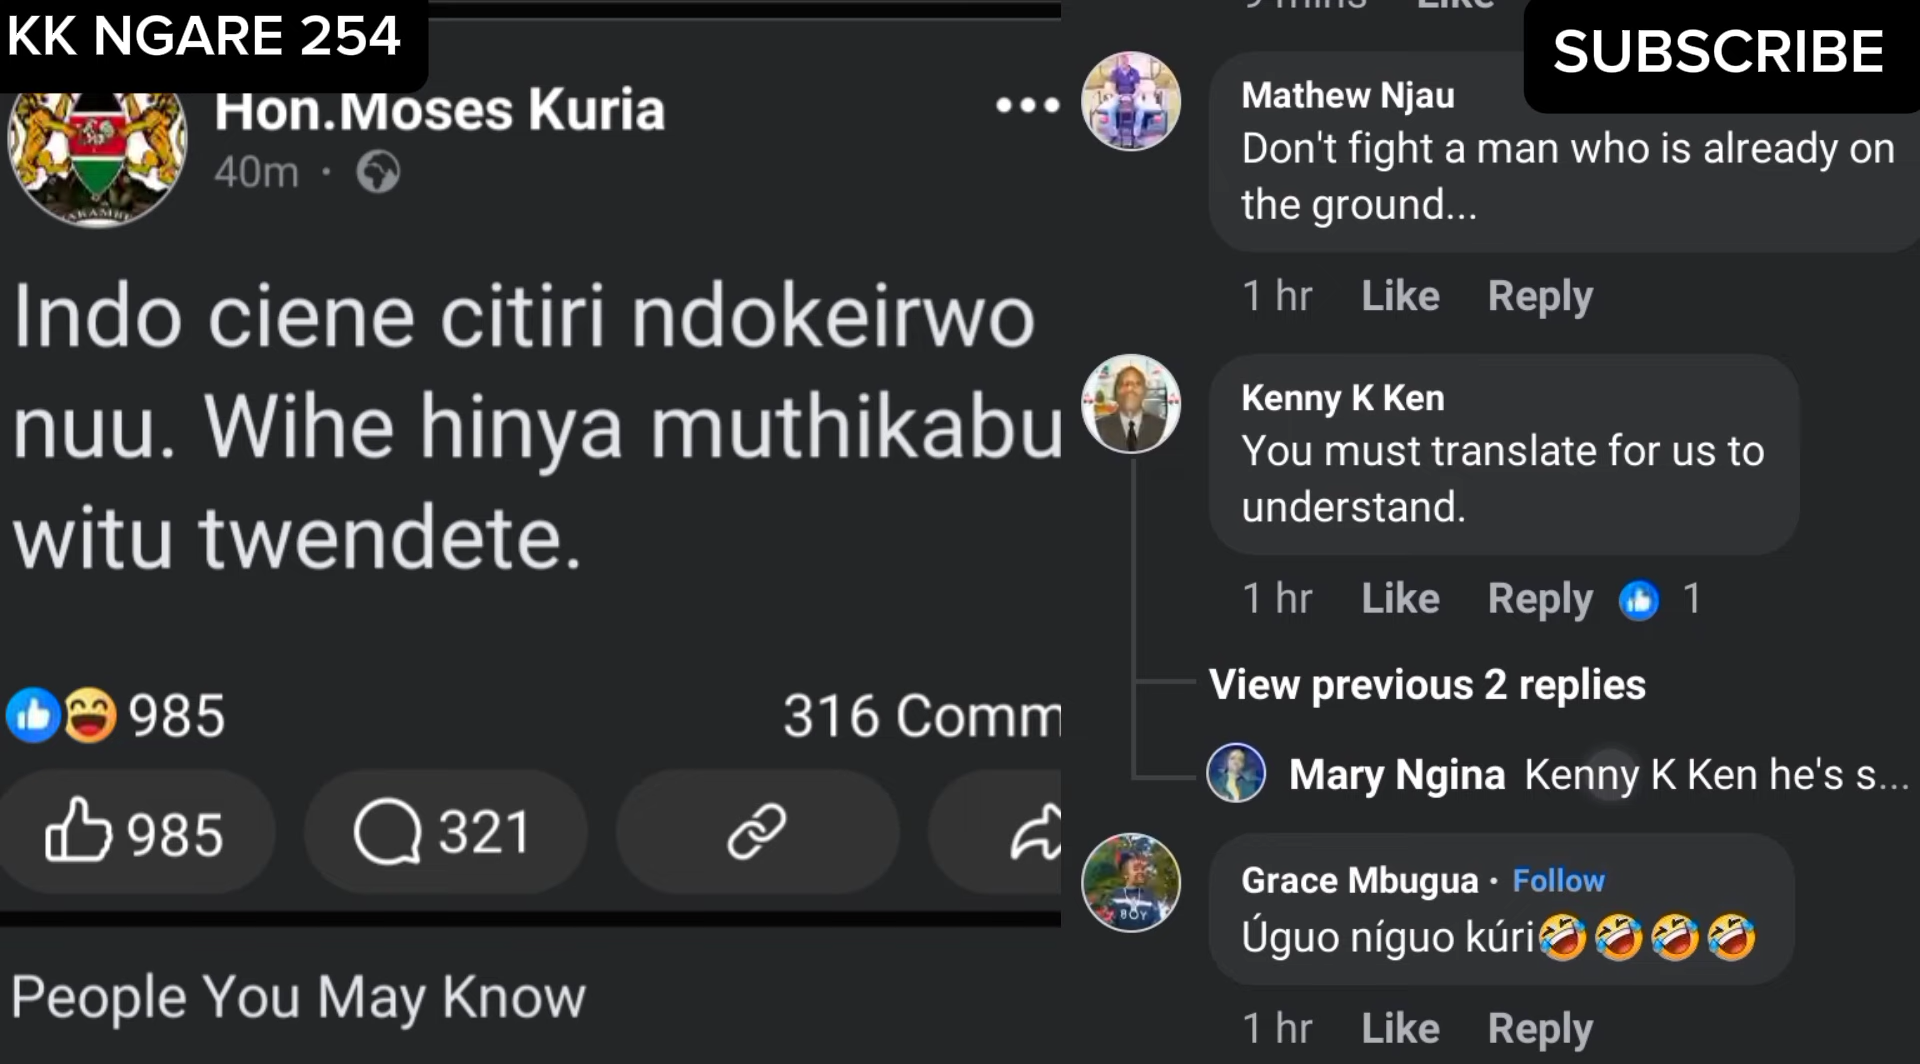 KK NGARE 254
Hon.Moses Kuria
40m
Indo ciene citiri ndokeirwo
nuu. Wihe hinya muthikabu
witu twendete.
985
316 Comm
985
321
People You May Know
SUBSCRIBE
9 mins Like
Mathew Njau
Don't fight a man who is already on
the ground...
1 hr Like Reply
Kenny K Ken
You must translate for us to
understand.
1 hr Like Reply 1
View previous 2 replies
Mary Ngina Kenny K Ken he's s...
Grace Mbugua · Follow
Úguo níguo kúri🤣🤣🤣🤣
1 hr Like Reply